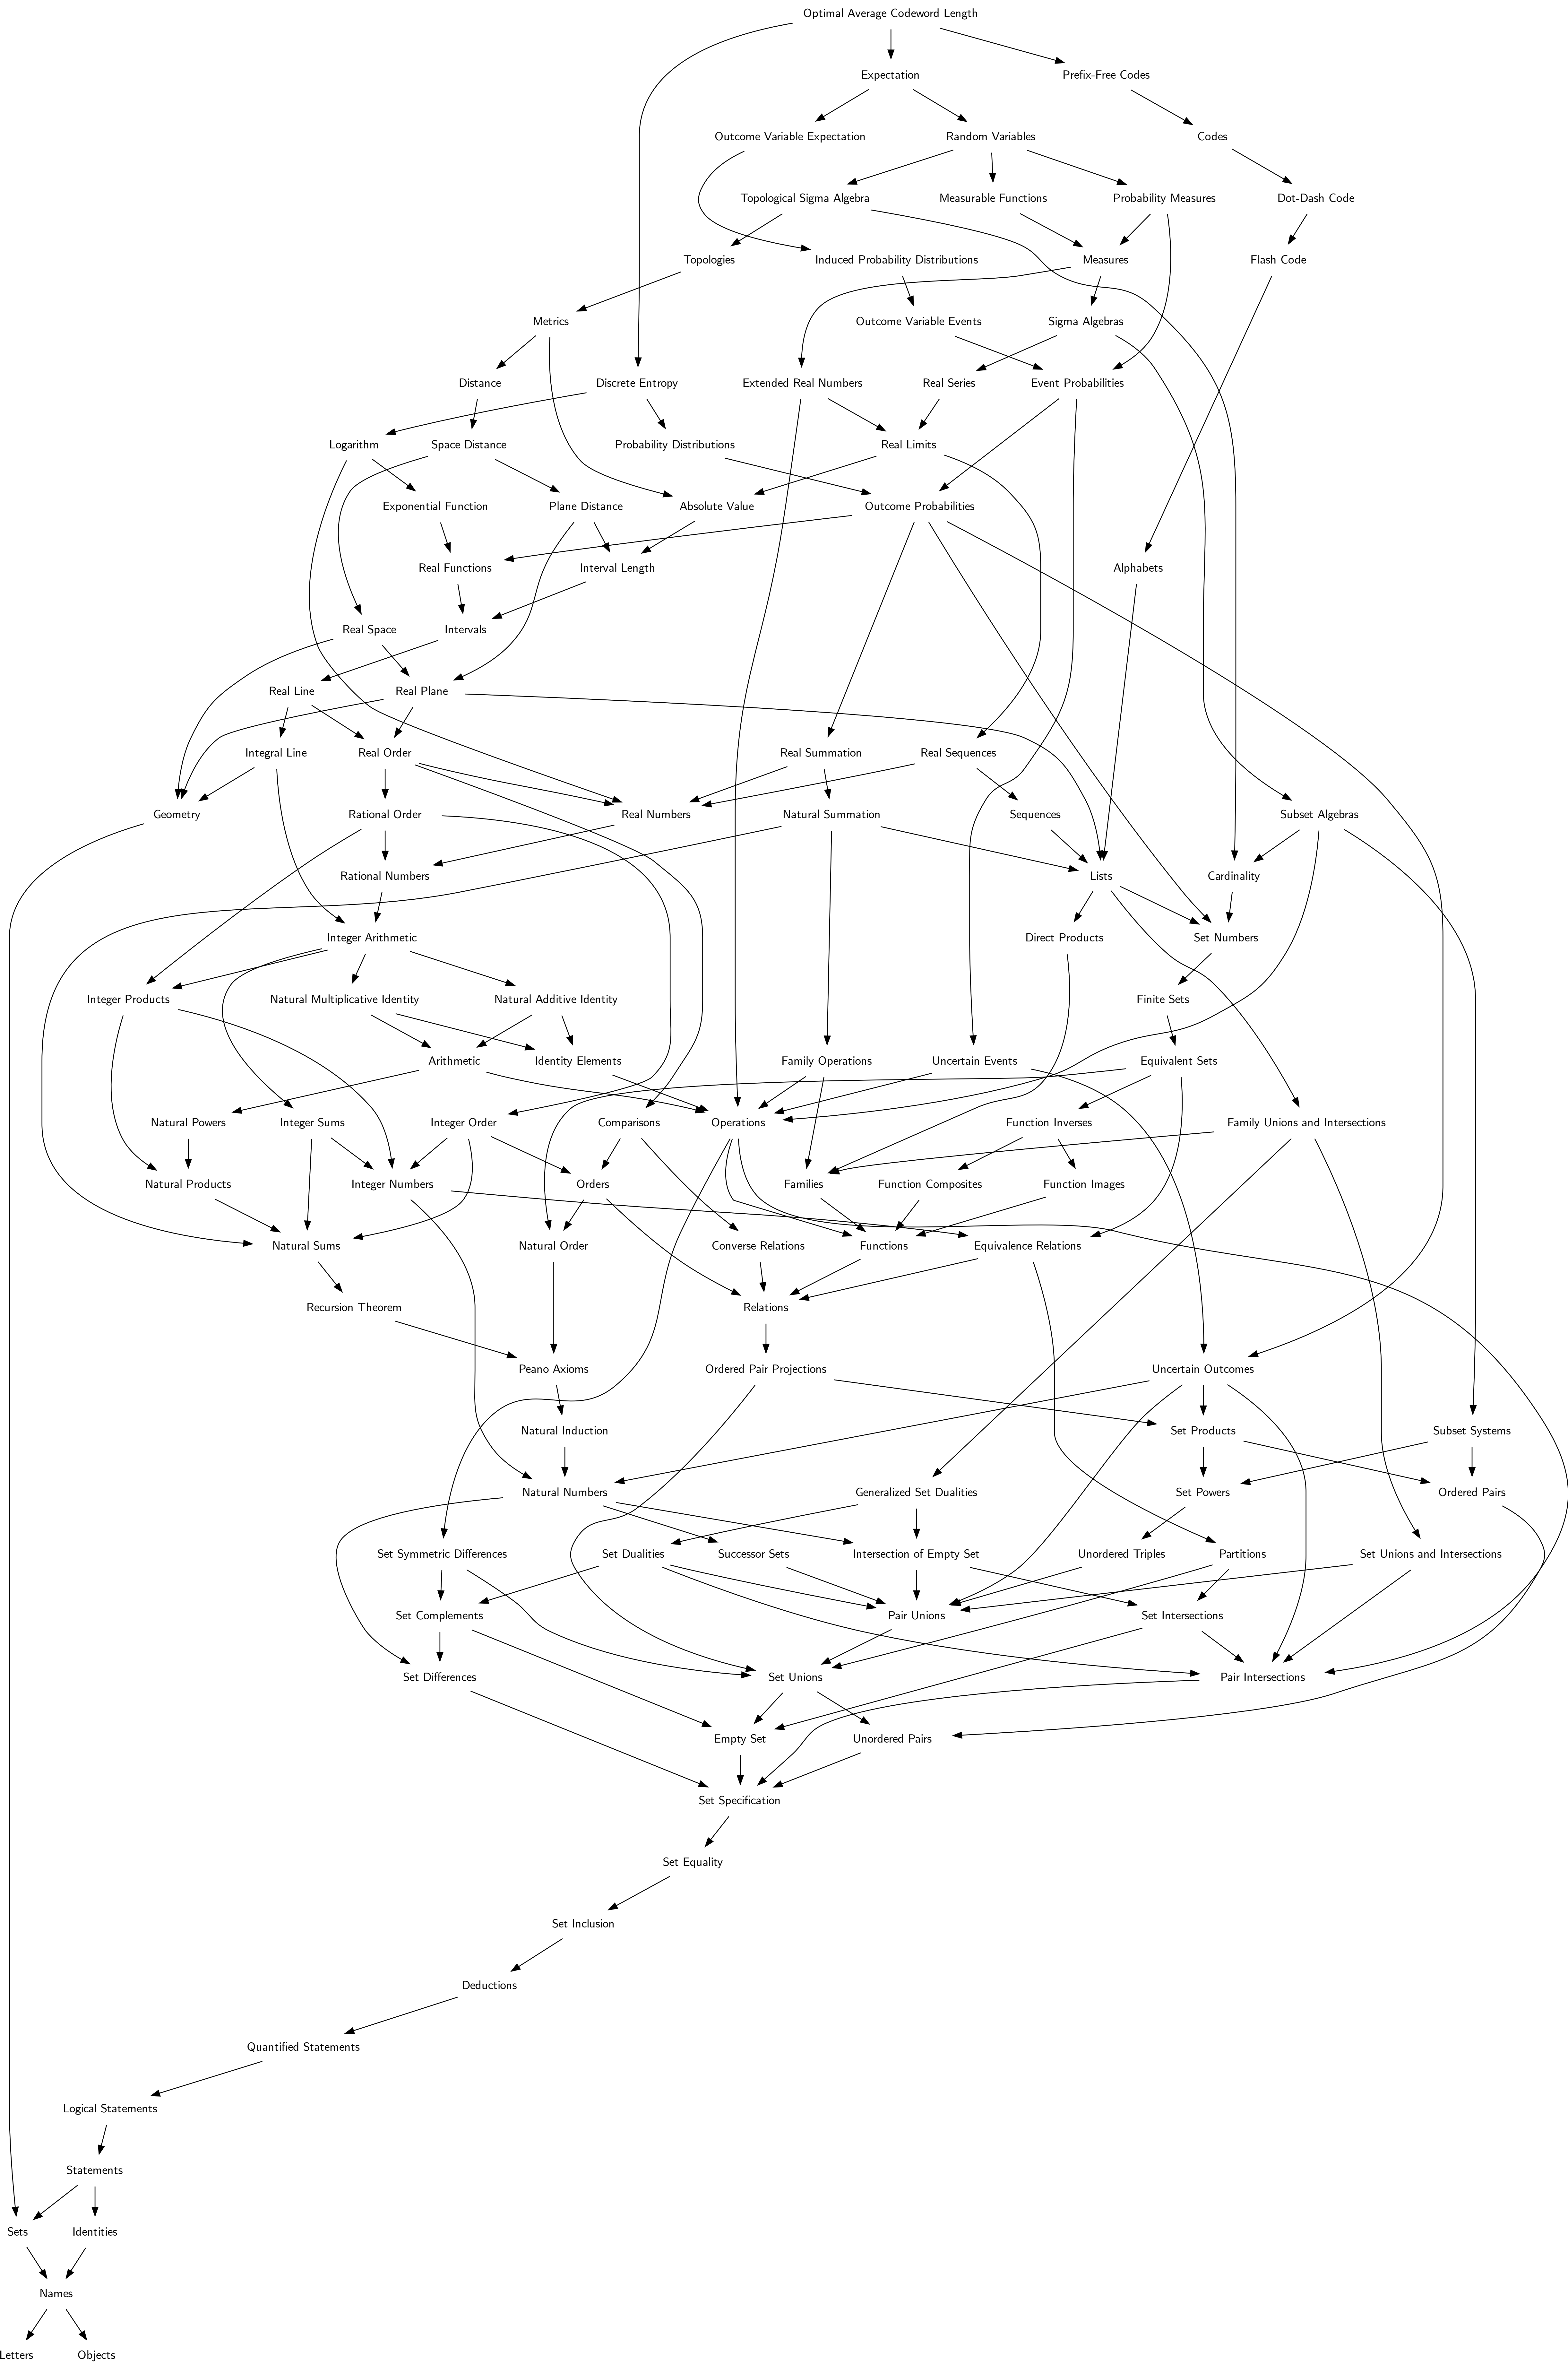 Optimal Average Codeword Length
Expectation
Prefix-Free Codes
Outcome Variable Expectation
Random Variables
Codes
Topological Sigma Algebra
Measurable Functions
Probability Measures
Dot-Dash Code
Topologies
Induced Probability Distributions
Measures
Flash Code
Metrics
Outcome Variable Events
Sigma Algebras
Distance
Discrete Entropy
Extended Real Numbers
Real Series
Event Probabilities
Logarithm
Space Distance
Probability Distributions
Real Limits
Exponential Function
Plane Distance
Absolute Value
Outcome Probabilities
Real Functions
Interval Length
Alphabets
Real Space
Intervals
Real Line
Real Plane
Integral Line
Real Order
Real Summation
Real Sequences
Geometry
Rational Order
Real Numbers
Natural Summation
Sequences
Subset Algebras
Rational Numbers
Lists
Cardinality
Integer Arithmetic
Direct Products
Set Numbers
Integer Products
Natural Multiplicative Identity
Natural Additive Identity
Finite Sets
Arithmetic
Identity Elements
Family Operations
Uncertain Events
Equivalent Sets
Natural Powers
Integer Sums
Integer Order
Comparisons
Operations
Function Inverses
Family Unions and Intersections
Natural Products
Integer Numbers
Orders
Families
Function Composites
Function Images
Natural Sums
Natural Order
Converse Relations
Functions
Equivalence Relations
Recursion Theorem
Relations
Peano Axioms
Ordered Pair Projections
Uncertain Outcomes
Natural Induction
Set Products
Subset Systems
Natural Numbers
Generalized Set Dualities
Set Powers
Ordered Pairs
Set Symmetric Differences
Set Dualities
Successor Sets
Intersection of Empty Set
Unordered Triples
Partitions
Set Unions and Intersections
Set Complements
Pair Unions
Set Intersections
Set Differences
Set Unions
Pair Intersections
Empty Set
Unordered Pairs
Set Specification
Set Equality
Set Inclusion
Deductions
Quantified Statements
Logical Statements
Statements
Sets
Identities
Names
Letters
Objects